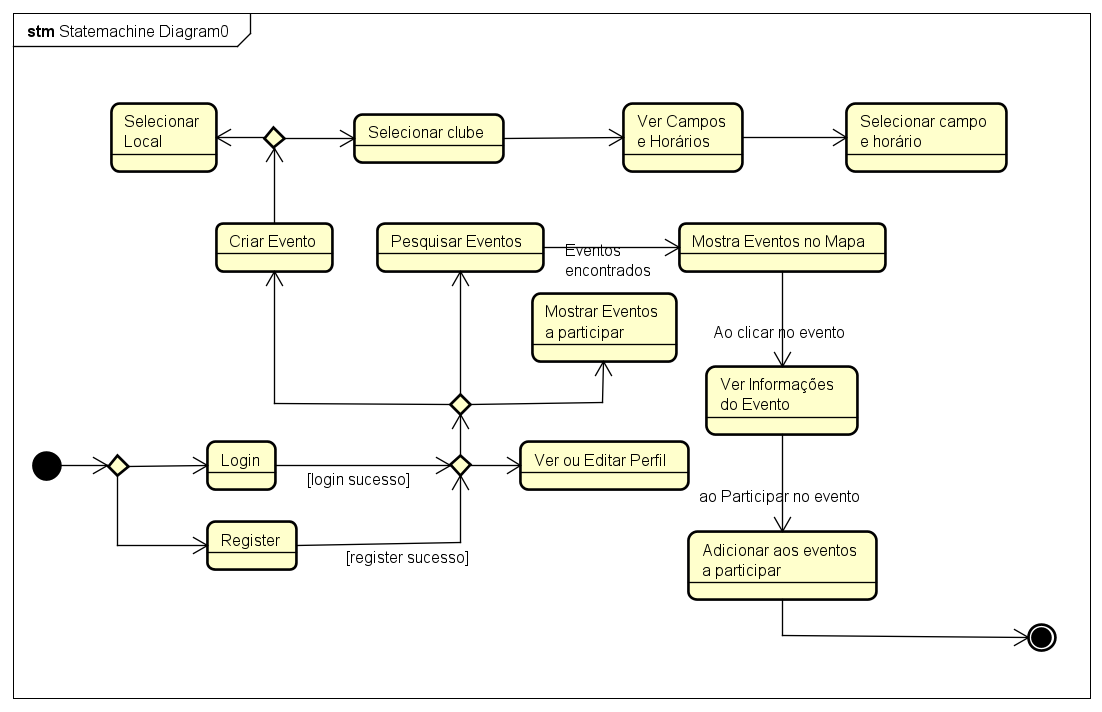 stm Statemachine Diagram0
Selecionar
Local
Selecionar clube
Ver Campos
e Horários
Selecionar campo
e horário
Criar Evento
Pesquisar Eventos
Eventos
encontrados
Mostra Eventos no Mapa
Mostrar Eventos
a participar
Ao clicar no evento
Ver Informações
do Evento
Login
[login sucesso]
Ver ou Editar Perfil
ao Participar no evento
Register
[register sucesso]
Adicionar aos eventos
a participar